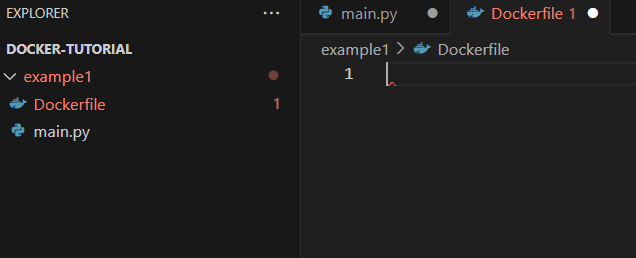 EXPLORER ...
DOCKER-TUTORIAL
example1
Dockerfile 1
main.py
main.py Dockerfile 1
example1 > Dockerfile
1